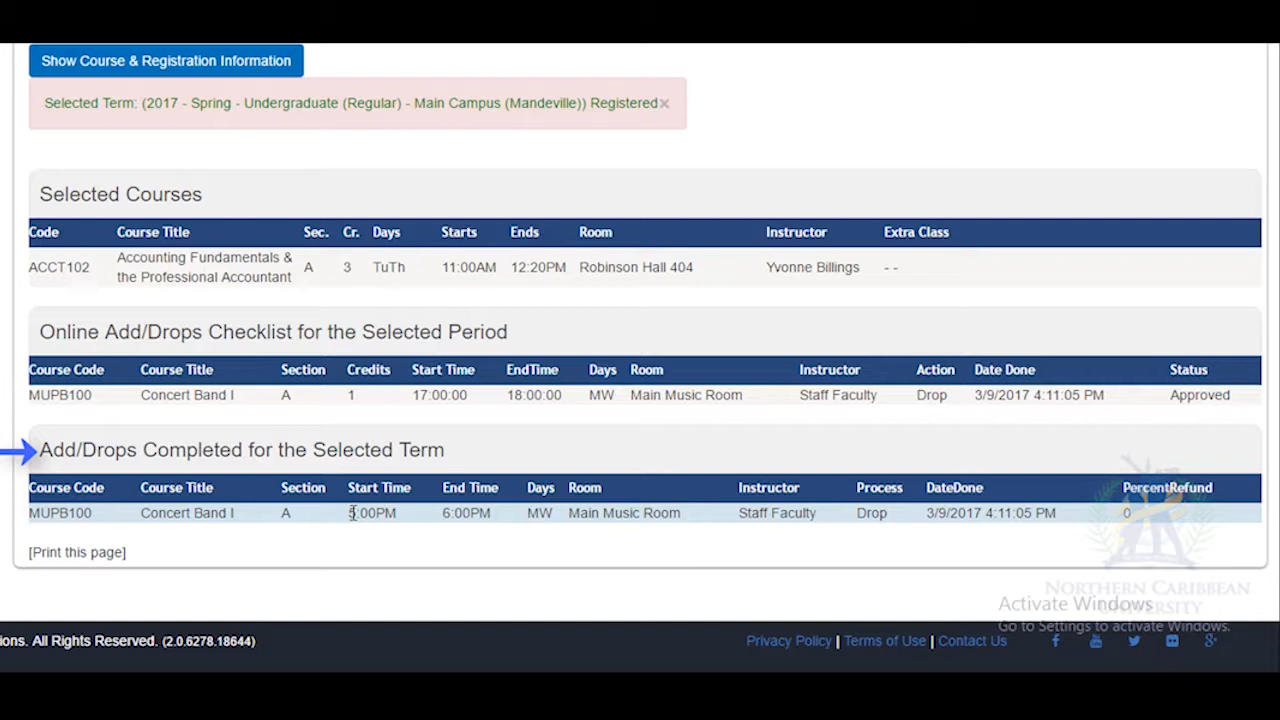 Show Course & Registration Information
Selected Term: (2017 - Spring - Undergraduate (Regular) - Main Campus (Mandeville)) Registered×
Selected Courses
Code Course Title Sec. Cr. Days Starts Ends Room Instructor Extra Class
ACCT102 Accounting Fundamentals & the Professional Accountant A 3 TuTh 11:00AM 12:20PM Robinson Hall 404 Yvonne Billings - -
Online Add/Drops Checklist for the Selected Period
Course Code Course Title Section Credits Start Time EndTime Days Room Instructor Action Date Done Status
MUPB100 Concert Band I A 1 17:00:00 18:00:00 MW Main Music Room Staff Faculty Drop 3/9/2017 4:11:05 PM Approved
Add/Drops Completed for the Selected Term
Course Code Course Title Section Start Time End Time Days Room Instructor Process DateDone PercentRefund
MUPB100 Concert Band I A 5:00PM 6:00PM MW Main Music Room Staff Faculty Drop 3/9/2017 4:11:05 PM 0
[Print this page]
NORTHERN CARIBBEAN
UNIVERSITY
Activate Windows
Go to Settings to activate Windows.
ions. All Rights Reserved. (2.0.6278.18644) Privacy Policy | Terms of Use | Contact Us